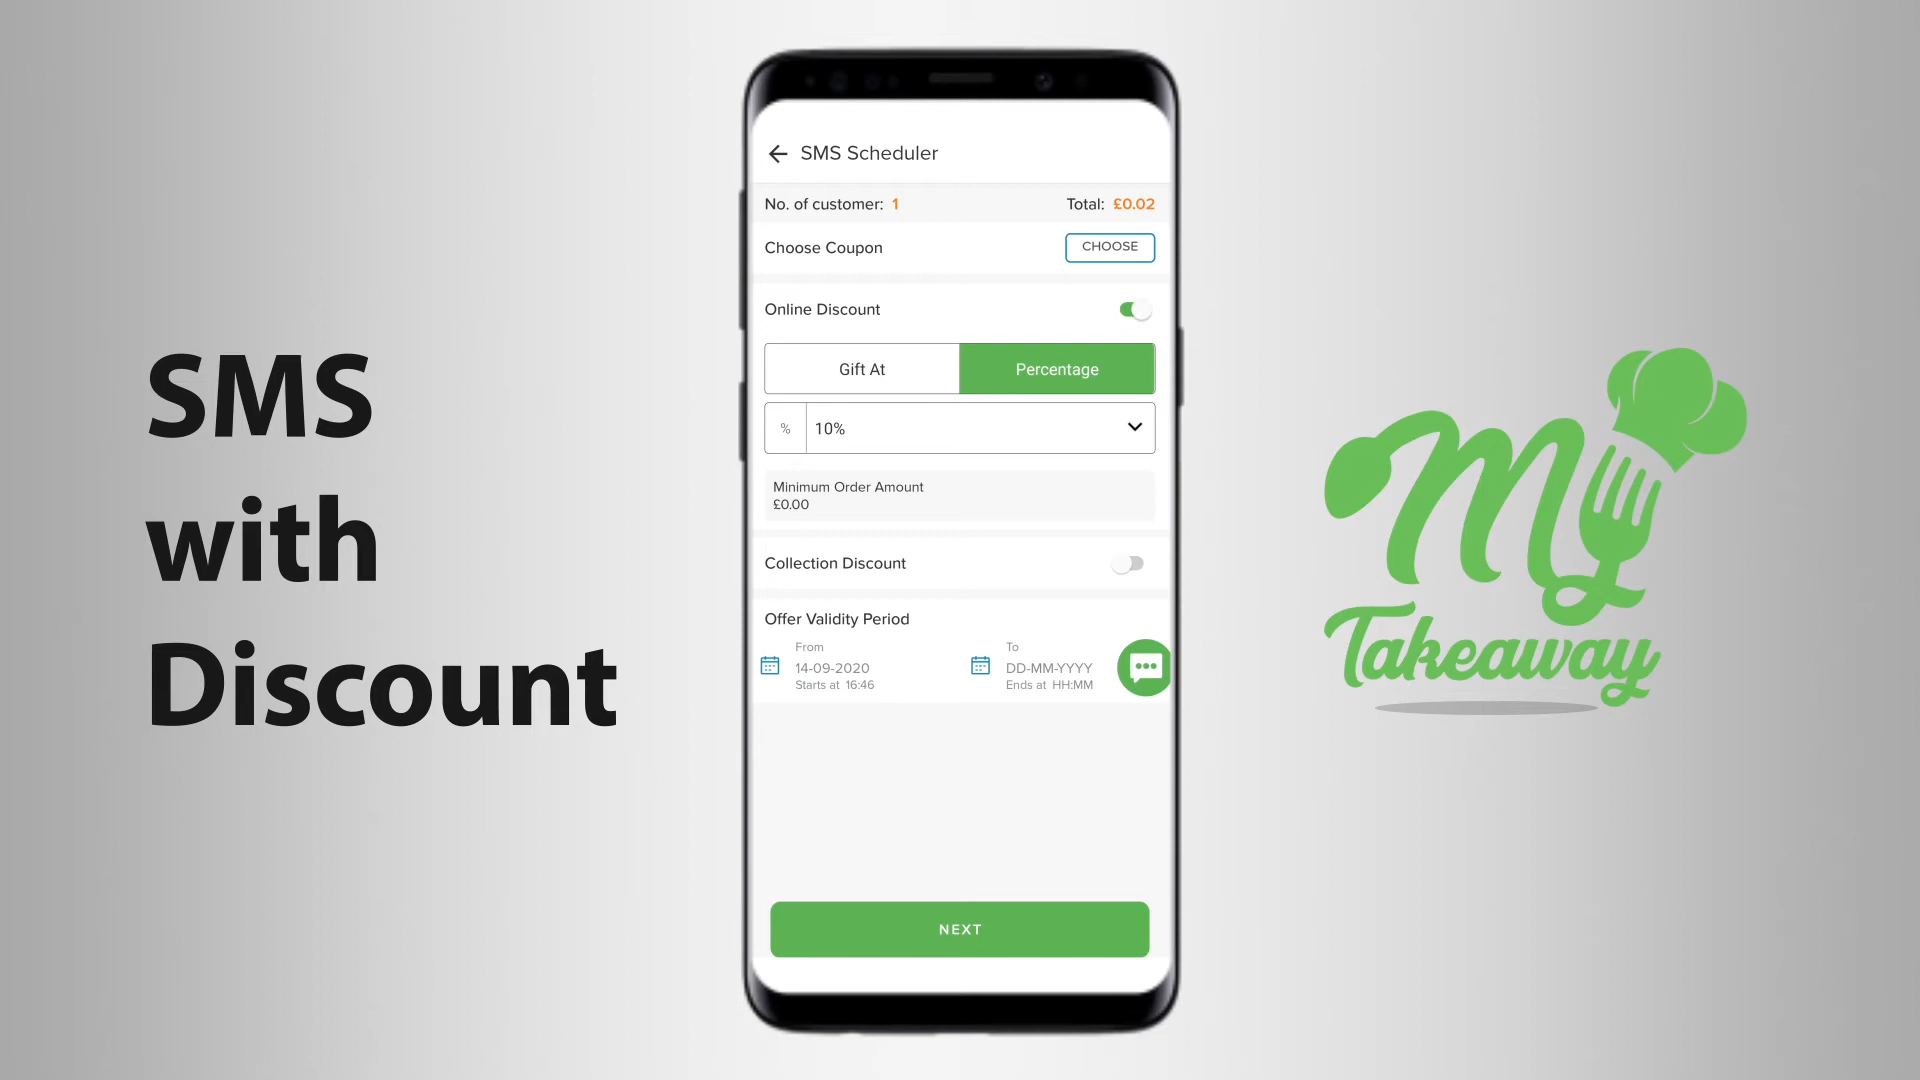 SMS
with
Discount
SMS Scheduler
No. of customer: 1 Total: £0.02
Choose Coupon CHOOSE
Online Discount
Gift At Percentage
% 10%
Minimum Order Amount
£0.00
Collection Discount
Offer Validity Period
From To
14-09-2020 DD-MM-YYYY
Starts at 16:46 Ends at HH:MM
NEXT
My
Takeaway